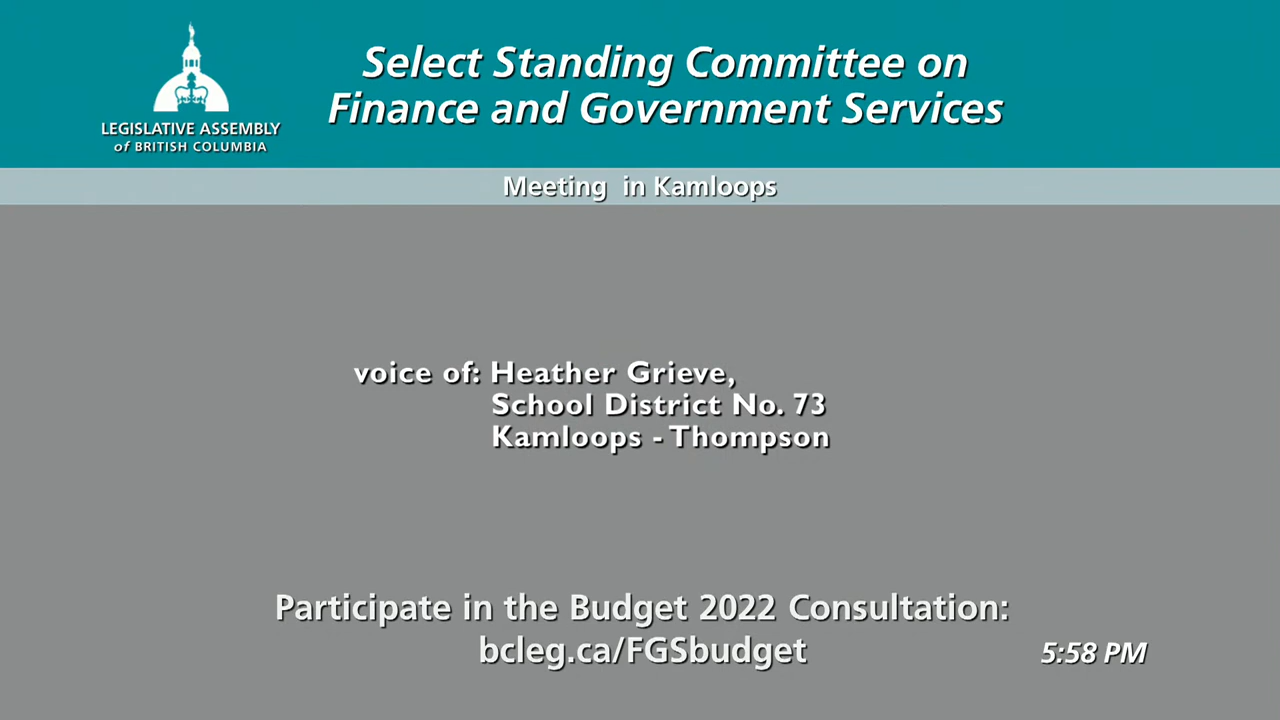 Select Standing Committee on
Finance and Government Services
LEGISLATIVE ASSEMBLY
of BRITISH COLUMBIA
Meeting in Kamloops
voice of: Heather Grieve,
School District No. 73
Kamloops - Thompson
Participate in the Budget 2022 Consultation:
bcleg.ca/FGSbudget
5:58 PM